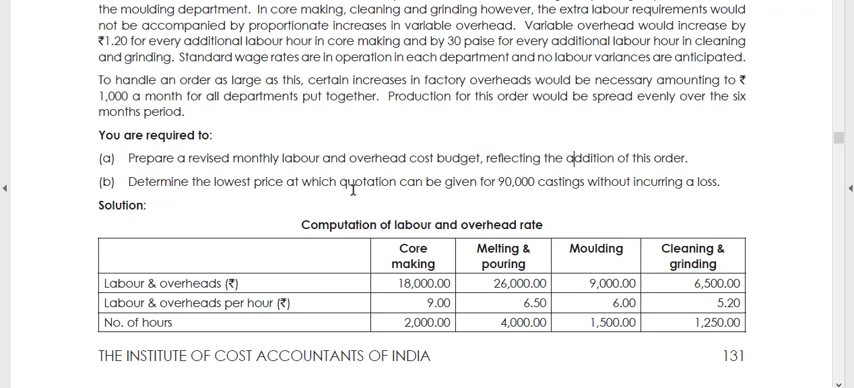 the moulding department. In core making, cleaning and grinding however, the extra labour requirements would
not be accompanied by proportionate increases in variable overhead. Variable overhead would increase by
₹1.20 for every additional labour hour in core making and by 30 paise for every additional labour hour in cleaning
and grinding. Standard wage rates are in operation in each department and no labour variances are anticipated.
To handle an order as large as this, certain increases in factory overheads would be necessary amounting to ₹
1,000 a month for all departments put together. Production for this order would be spread evenly over the six
months period.
You are required to:
(a) Prepare a revised monthly labour and overhead cost budget, reflecting the addition of this order.
(b) Determine the lowest price at which quotation can be given for 90,000 castings without incurring a loss.
Solution:
Computation of labour and overhead rate
Core making Melting & pouring Moulding Cleaning & grinding
Labour & overheads (₹) 18,000.00 26,000.00 9,000.00 6,500.00
Labour & overheads per hour (₹) 9.00 6.50 6.00 5.20
No. of hours 2,000.00 4,000.00 1,500.00 1,250.00
THE INSTITUTE OF COST ACCOUNTANTS OF INDIA 131